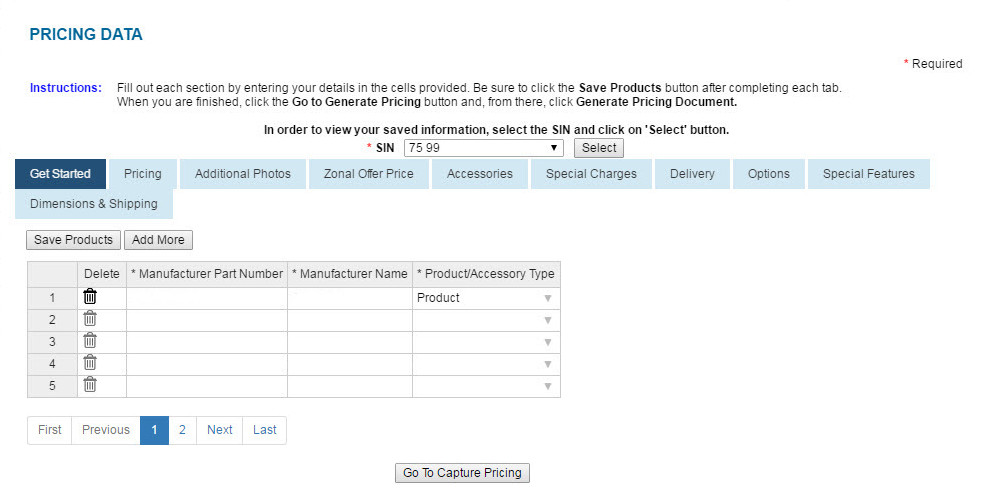 PRICING DATA
* Required
Instructions: Fill out each section by entering your details in the cells provided. Be sure to click the Save Products button after completing each tab.
When you are finished, click the Go to Generate Pricing button and, from there, click Generate Pricing Document.
In order to view your saved information, select the SIN and click on 'Select' button.
* SIN 75 99 Select
Get Started Pricing Additional Photos Zonal Offer Price Accessories Special Charges Delivery Options Special Features
Dimensions & Shipping
Save Products Add More
Delete * Manufacturer Part Number * Manufacturer Name * Product/Accessory Type
1 Product
2
3
4
5
First Previous 1 2 Next Last
Go To Capture Pricing